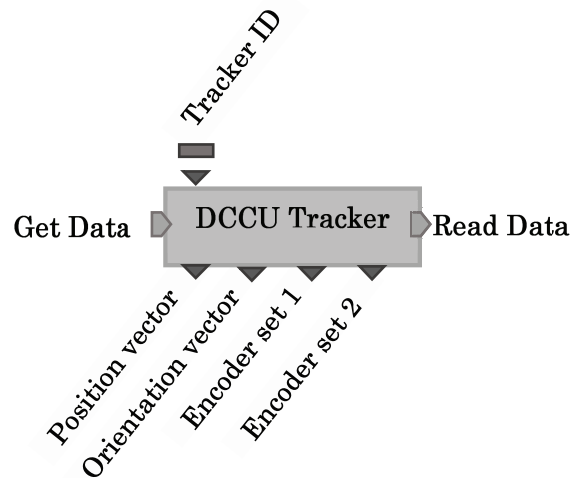 Tracker ID
DCCU Tracker
Get Data
Read Data
Position vector
Orientation vector
Encoder set 1
Encoder set 2